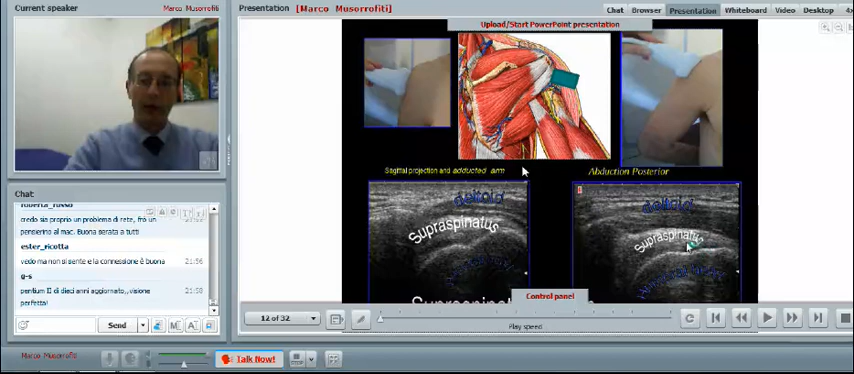 Current speaker
Marco Musorrofiti
Presentation [ Marco Musorrofiti ]
Chat Browser Presentation Whiteboard Video Desktop 4x
Upload/Start PowerPoint presentation
Sagittal projection and adducted arm
Abduction Posterior
deltoid
Supraspinatus
Supraspinatus
deltoid
Supraspinatus
Chat
roberta_russo
credo sia proprio un problema di rete, fró un
pensierino al mac. Buona serata a tutti
ester_ricotta
vedo ma non si sente e la connessione è buona
21:56
g-s
pentium II di dieci anni aggiornato,,visione
perfetta!
21:58
Send
Control panel
12 of 32
Play speed
Marco Musorrofiti
Talk Now!